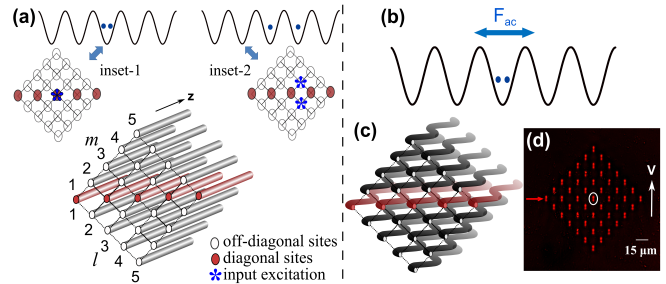 (a)
inset-1
inset-2
z
m
5
4
3
2
1
1
2
3
l
4
5
off-diagonal sites
diagonal sites
input excitation
(b)
F_ac
(c)
(d)
V
15 μm